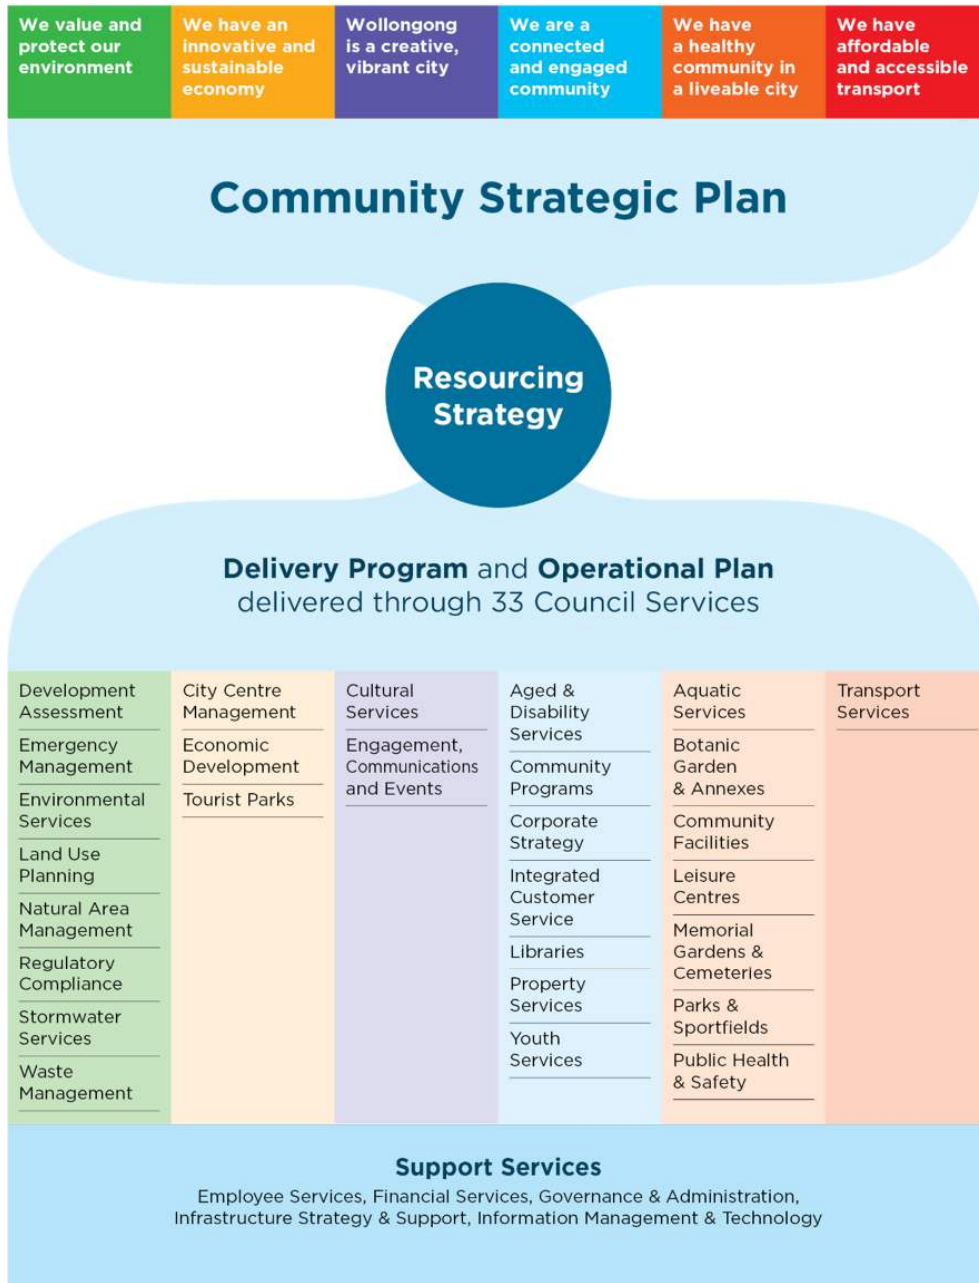 We value and
protect our
environment
We have an
innovative and
sustainable
economy
Wollongong
is a creative,
vibrant city
We are a
connected
and engaged
community
We have
a healthy
community in
a liveable city
We have
affordable
and accessible
transport
Community Strategic Plan
Resourcing
Strategy
Delivery Program and Operational Plan
delivered through 33 Council Services
Development
Assessment
Emergency
Management
Environmental
Services
Land Use
Planning
Natural Area
Management
Regulatory
Compliance
Stormwater
Services
Waste
Management
City Centre
Management
Economic
Development
Tourist Parks
Cultural
Services
Engagement,
Communications
and Events
Aged &
Disability
Services
Community
Programs
Corporate
Strategy
Integrated
Customer
Service
Libraries
Property
Services
Youth
Services
Aquatic
Services
Botanic
Garden
& Annexes
Community
Facilities
Leisure
Centres
Memorial
Gardens &
Cemeteries
Parks &
Sportfields
Public Health
& Safety
Transport
Services
Support Services
Employee Services, Financial Services, Governance & Administration,
Infrastructure Strategy & Support, Information Management & Technology